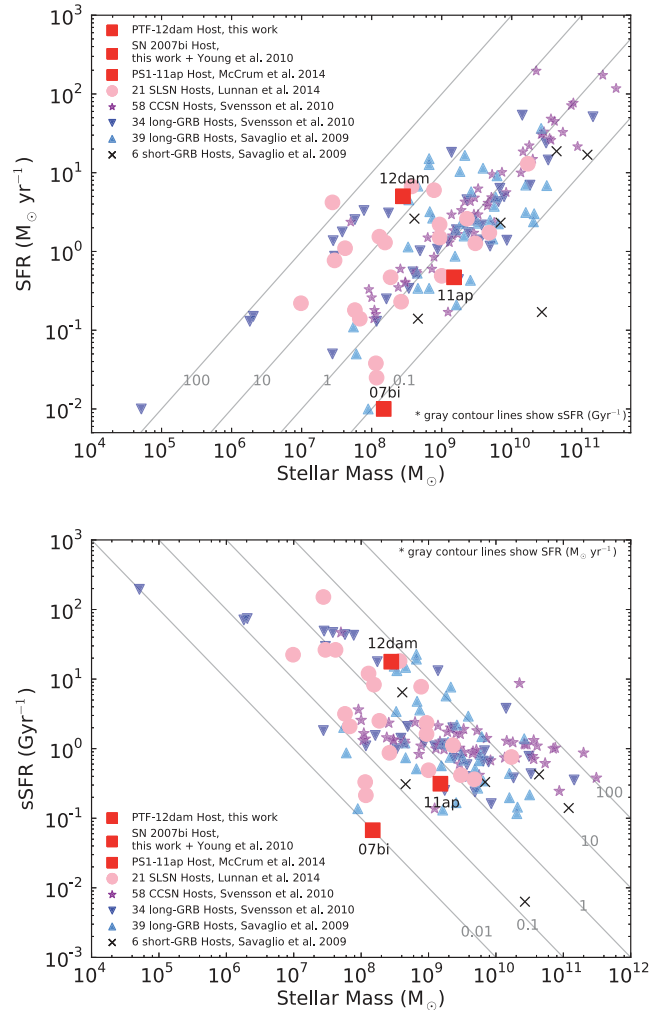 10³
10²
10¹
10⁰
10⁻¹
10⁻²
SFR (M⊙ yr⁻¹)
PTF-12dam Host, this work
SN 2007bi Host,
this work + Young et al. 2010
PS1-11ap Host, McCrum et al. 2014
21 SLSN Hosts, Lunnan et al. 2014
58 CCSN Hosts, Svensson et al. 2010
34 long-GRB Hosts, Svensson et al. 2010
39 long-GRB Hosts, Savaglio et al. 2009
6 short-GRB Hosts, Savaglio et al. 2009
12dam
11ap
07bi
100
10
1
0.1
* gray contour lines show sSFR (Gyr⁻¹)
10⁴ 10⁵ 10⁶ 10⁷ 10⁸ 10⁹ 10¹⁰ 10¹¹
Stellar Mass (M⊙)
10³
10²
10¹
10⁰
10⁻¹
10⁻²
10⁻³
sSFR (Gyr⁻¹)
* gray contour lines show SFR (M⊙ yr⁻¹)
12dam
11ap
07bi
100
10
1
0.1
0.01
PTF-12dam Host, this work
SN 2007bi Host,
this work + Young et al. 2010
PS1-11ap Host, McCrum et al. 2014
21 SLSN Hosts, Lunnan et al. 2014
58 CCSN Hosts, Svensson et al. 2010
34 long-GRB Hosts, Svensson et al. 2010
39 long-GRB Hosts, Savaglio et al. 2009
6 short-GRB Hosts, Savaglio et al. 2009
10⁴ 10⁵ 10⁶ 10⁷ 10⁸ 10⁹ 10¹⁰ 10¹¹ 10¹²
Stellar Mass (M⊙)